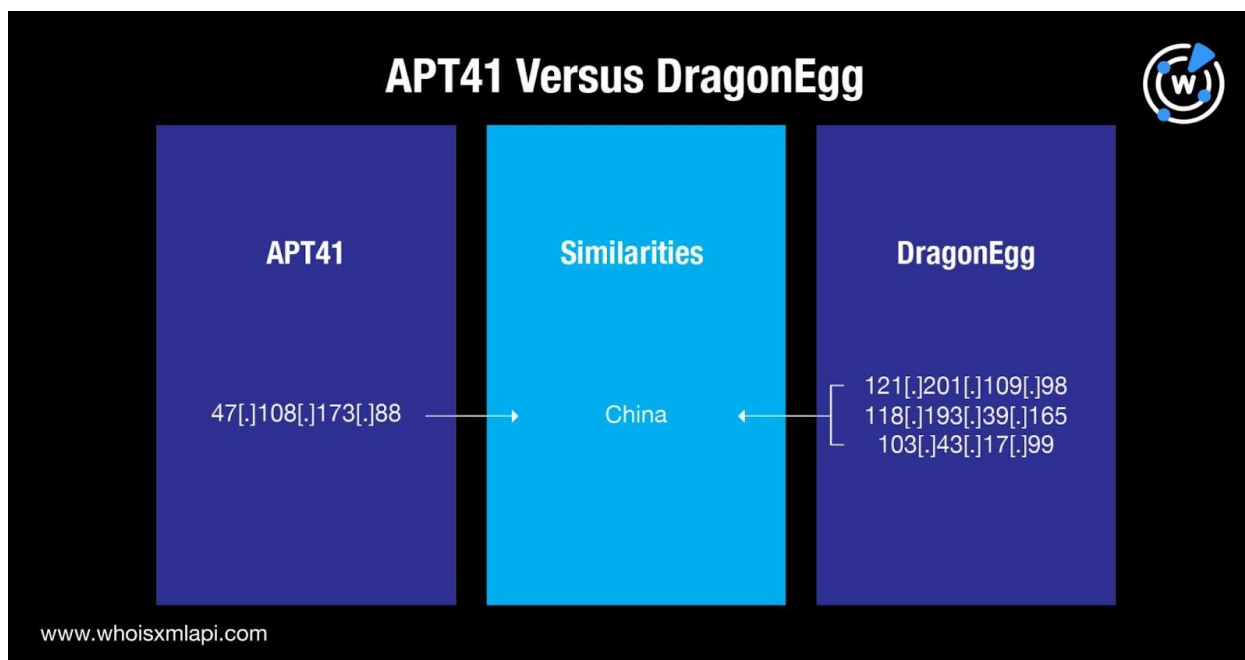 APT41 Versus DragonEgg
W
APT41
Similarities
DragonEgg
47[.]108[.]173[.]88
China
121[.]201[.]109[.]98
118[.]193[.]39[.]165
103[.]43[.]17[.]99
www.whoisxmlapi.com